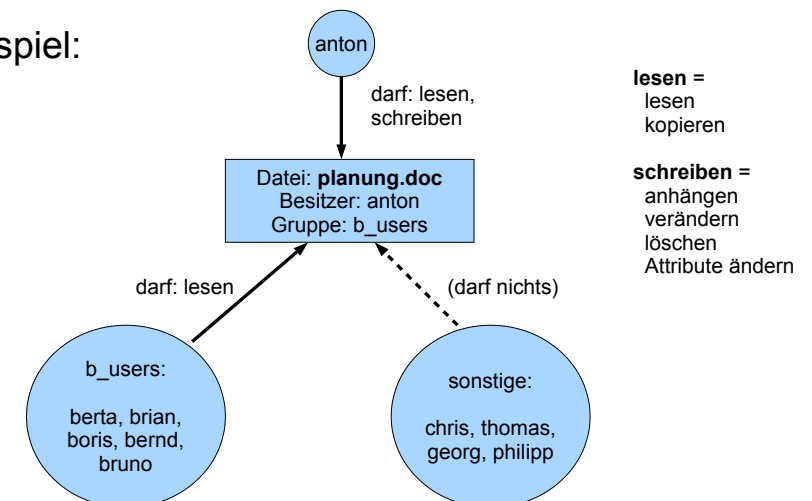 spiel:
anton
darf: lesen,
schreiben
lesen =
lesen
kopieren
schreiben =
anhängen
verändern
löschen
Attribute ändern
Datei: planung.doc
Besitzer: anton
Gruppe: b_users
darf: lesen
(darf nichts)
b_users:
berta, brian,
boris, bernd,
bruno
sonstige:
chris, thomas,
georg, philipp